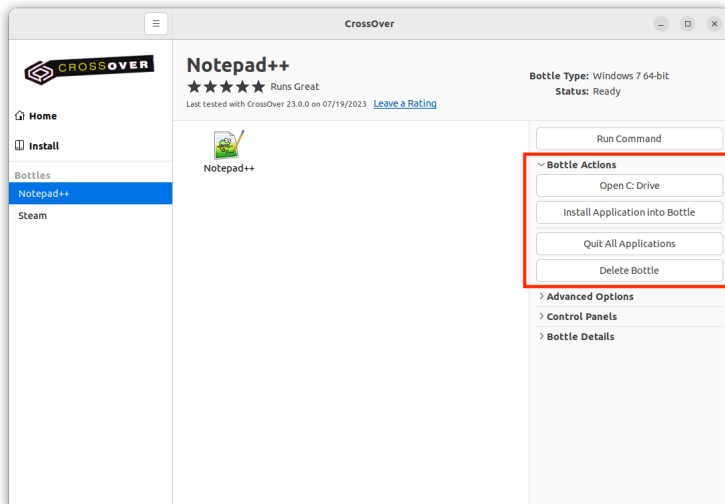 CrossOver
CROSSOVER
Home
Install
Bottles
Notepad++
Steam
Notepad++
Runs Great
Last tested with CrossOver 23.0.0 on 07/19/2023 Leave a Rating
Bottle Type: Windows 7 64-bit
Status: Ready
Notepad++
Run Command
Bottle Actions
Open C: Drive
Install Application into Bottle
Quit All Applications
Delete Bottle
Advanced Options
Control Panels
Bottle Details